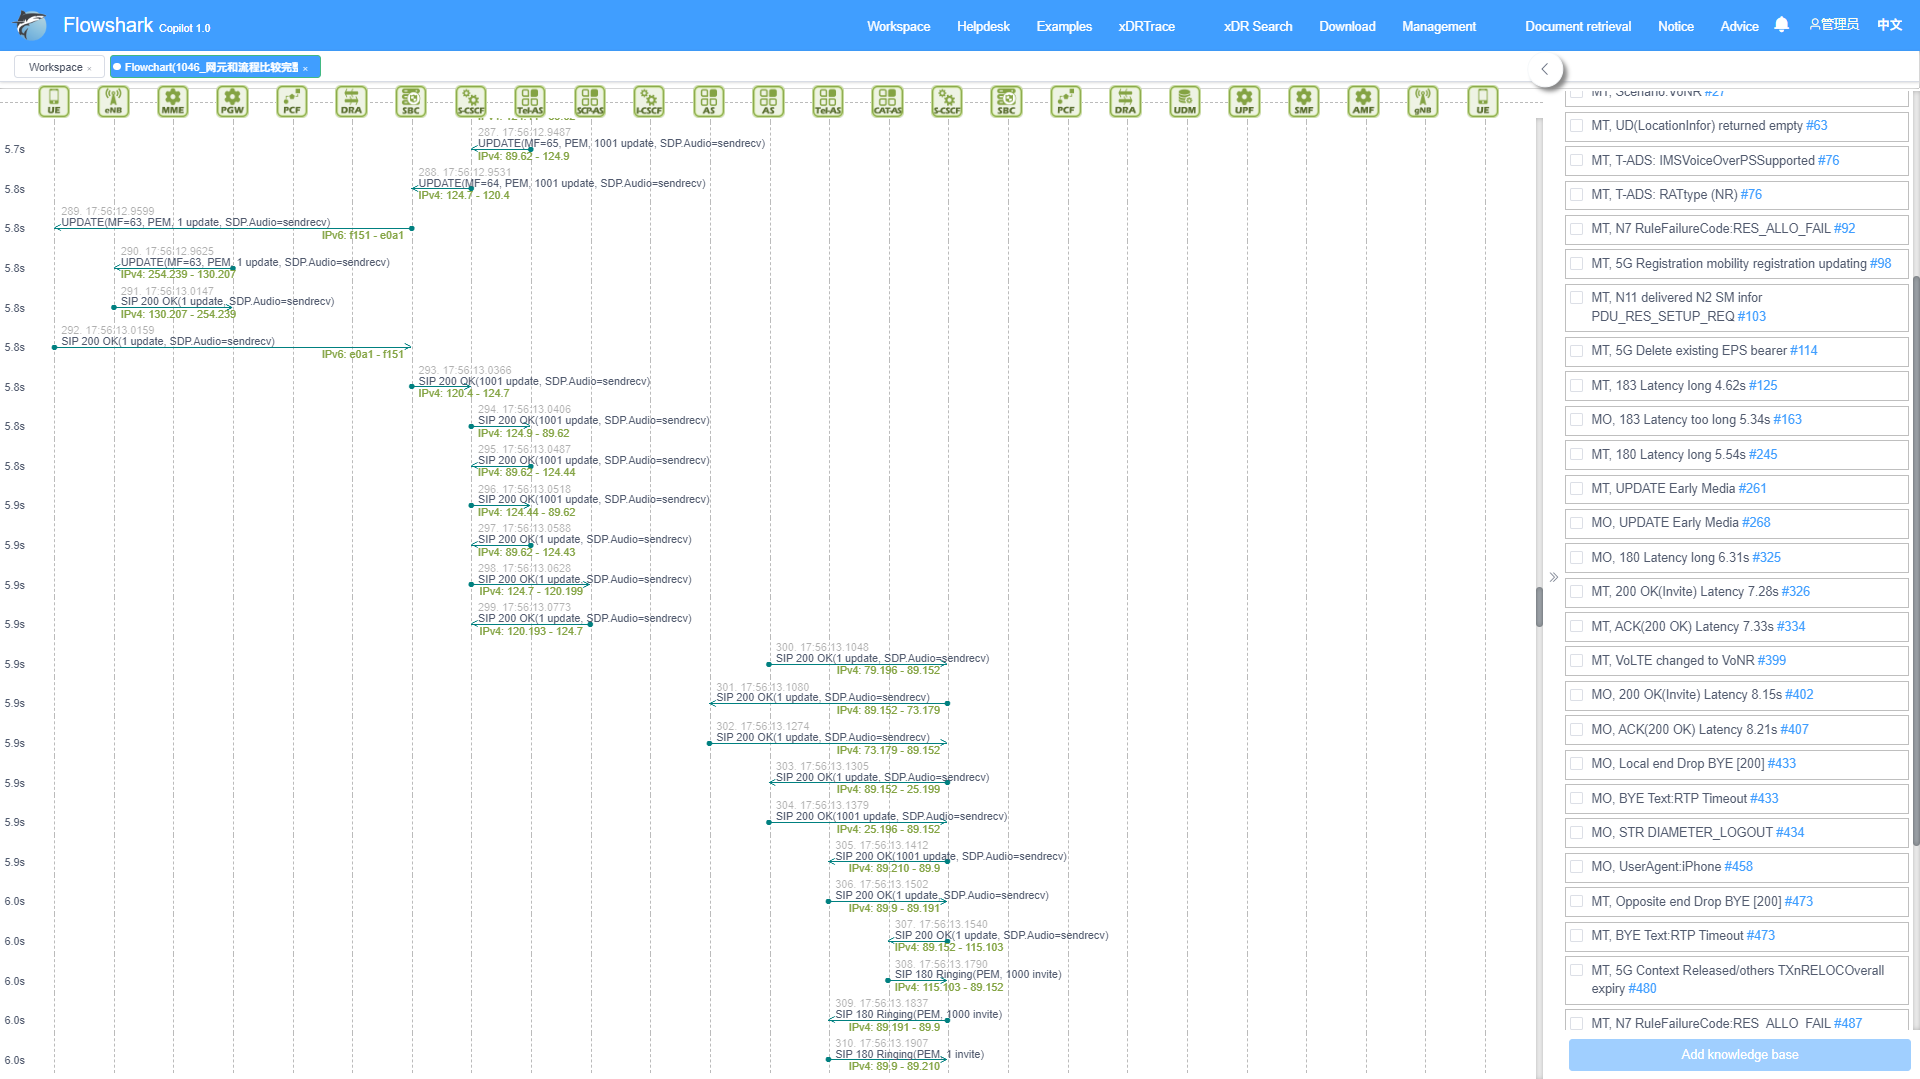 Flowshark Copilot 1.0
Workspace Helpdesk Examples xDRTrace xDR Search Download Management Document retrieval Notice Advice 管理员 中文
Workspace ×
Flowchart(1046_网元和流程比较完整 ×
UE eNB MME PGW PCF DRA SBC S-CSCF Tel-AS SCP-AS I-CSCF AS AS Tel-AS CAT-AS S-CSCF SBC PCF DRA UDM UPF SMF AMF gNB UE
287. 17:56:12.9487
5.7s
UPDATE(MF=65, PEM, 1001 update, SDP.Audio=sendrecv)
IPv4: 89.62 - 124.9
288. 17:56:12.9531
5.8s
UPDATE(MF=64, PEM, 1001 update, SDP.Audio=sendrecv)
IPv4: 124.7 - 120.4
289. 17:56:12.9599
5.8s
UPDATE(MF=63, PEM, 1 update, SDP.Audio=sendrecv)
IPv6: f151 - e0a1
290. 17:56:12.9625
5.8s
UPDATE(MF=63, PEM, 1 update, SDP.Audio=sendrecv)
IPv4: 254.239 - 130.207
291. 17:56:13.0147
5.8s
SIP 200 OK(1 update, SDP.Audio=sendrecv)
IPv4: 130.207 - 254.239
292. 17:56:13.0159
5.8s
SIP 200 OK(1 update, SDP.Audio=sendrecv)
IPv6: e0a1 - f151
293. 17:56:13.0366
5.8s
SIP 200 OK(1001 update, SDP.Audio=sendrecv)
IPv4: 120.4 - 124.7
294. 17:56:13.0406
5.8s
SIP 200 OK(1001 update, SDP.Audio=sendrecv)
IPv4: 124.9 - 89.62
295. 17:56:13.0487
5.8s
SIP 200 OK(1001 update, SDP.Audio=sendrecv)
IPv4: 89.62 - 124.44
296. 17:56:13.0518
5.9s
SIP 200 OK(1001 update, SDP.Audio=sendrecv)
IPv4: 124.44 - 89.62
297. 17:56:13.0588
5.9s
SIP 200 OK(1 update, SDP.Audio=sendrecv)
IPv4: 89.62 - 124.43
298. 17:56:13.0628
5.9s
SIP 200 OK(1 update, SDP.Audio=sendrecv)
IPv4: 124.7 - 120.199
299. 17:56:13.0773
5.9s
SIP 200 OK(1 update, SDP.Audio=sendrecv)
IPv4: 120.193 - 124.7
300. 17:56:13.1048
5.9s
SIP 200 OK(1 update, SDP.Audio=sendrecv)
IPv4: 79.196 - 89.152
301. 17:56:13.1080
5.9s
SIP 200 OK(1 update, SDP.Audio=sendrecv)
IPv4: 89.152 - 73.179
302. 17:56:13.1274
5.9s
SIP 200 OK(1 update, SDP.Audio=sendrecv)
IPv4: 73.179 - 89.152
303. 17:56:13.1305
5.9s
SIP 200 OK(1 update, SDP.Audio=sendrecv)
IPv4: 89.152 - 25.199
304. 17:56:13.1379
5.9s
SIP 200 OK(1001 update, SDP.Audio=sendrecv)
IPv4: 25.196 - 89.152
305. 17:56:13.1412
5.9s
SIP 200 OK(1001 update, SDP.Audio=sendrecv)
IPv4: 89.210 - 89.9
306. 17:56:13.1502
6.0s
SIP 200 OK(1 update, SDP.Audio=sendrecv)
IPv4: 89.9 - 89.191
307. 17:56:13.1540
6.0s
SIP 200 OK(1 update, SDP.Audio=sendrecv)
IPv4: 89.152 - 115.103
308. 17:56:13.1790
6.0s
SIP 180 Ringing(PEM, 1000 invite)
IPv4: 115.103 - 89.152
309. 17:56:13.1837
6.0s
SIP 180 Ringing(PEM, 1000 invite)
IPv4: 89.191 - 89.9
310. 17:56:13.1907
6.0s
SIP 180 Ringing(PEM, 1 invite)
IPv4: 89.9 - 89.210
MT, Scenario:VoNR #27
MT, UD(LocationInfor) returned empty #63
MT, T-ADS: IMSVoiceOverPSSupported #76
MT, T-ADS: RATtype (NR) #76
MT, N7 RuleFailureCode:RES_ALLO_FAIL #92
MT, 5G Registration mobility registration updating #98
MT, N11 delivered N2 SM infor
PDU_RES_SETUP_REQ #103
MT, 5G Delete existing EPS bearer #114
MT, 183 Latency long 4.62s #125
MO, 183 Latency too long 5.34s #163
MT, 180 Latency long 5.54s #245
MT, UPDATE Early Media #261
MO, UPDATE Early Media #268
MO, 180 Latency long 6.31s #325
MT, 200 OK(Invite) Latency 7.28s #326
MT, ACK(200 OK) Latency 7.33s #334
MT, VoLTE changed to VoNR #399
MO, 200 OK(Invite) Latency 8.15s #402
MO, ACK(200 OK) Latency 8.21s #407
MO, Local end Drop BYE [200] #433
MO, BYE Text:RTP Timeout #433
MO, STR DIAMETER_LOGOUT #434
MO, UserAgent:iPhone #458
MT, Opposite end Drop BYE [200] #473
MT, BYE Text:RTP Timeout #473
MT, 5G Context Released/others TXnRELOCOverall
expiry #480
MT, N7 RuleFailureCode:RES_ALLO_FAIL #487
Add knowledge base